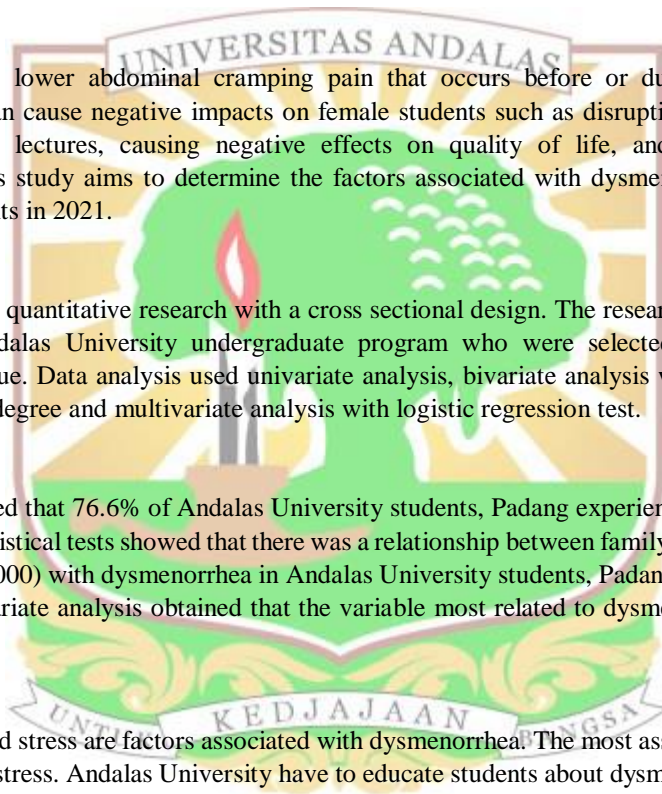 UNIVERSITAS ANDALAS
lower abdominal cramping pain that occurs before or du
an cause negative impacts on female students such as disrupti
lectures, causing negative effects on quality of life, and
s study aims to determine the factors associated with dysmen
ts in 2021.
quantitative research with a cross sectional design. The resear
dalas University undergraduate program who were selected
ue. Data analysis used univariate analysis, bivariate analysis
degree and multivariate analysis with logistic regression test.
ed that 76.6% of Andalas University students, Padang experien
istical tests showed that there was a relationship between family
000) with dysmenorrhea in Andalas University students, Padan
ariate analysis obtained that the variable most related to dysme
UNTUK KEDJAJAAN BANGSA
d stress are factors associated with dysmenorrhea. The most ass
stress. Andalas University have to educate students about dysm